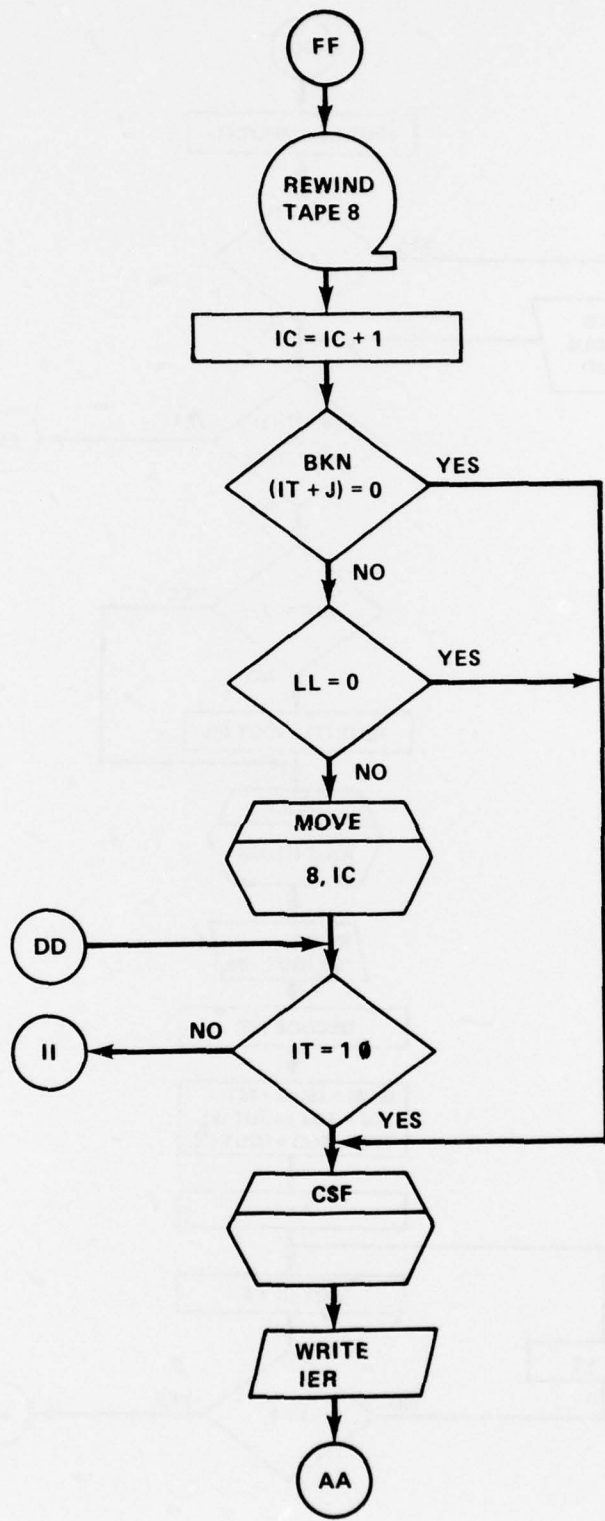 FF
REWIND
TAPE 8
IC = IC + 1
BKN
(IT + J) = 0
YES
NO
LL = 0
YES
NO
MOVE
8, IC
DD
IT = 1 Ø
NO
II
YES
CSF
WRITE
IER
AA